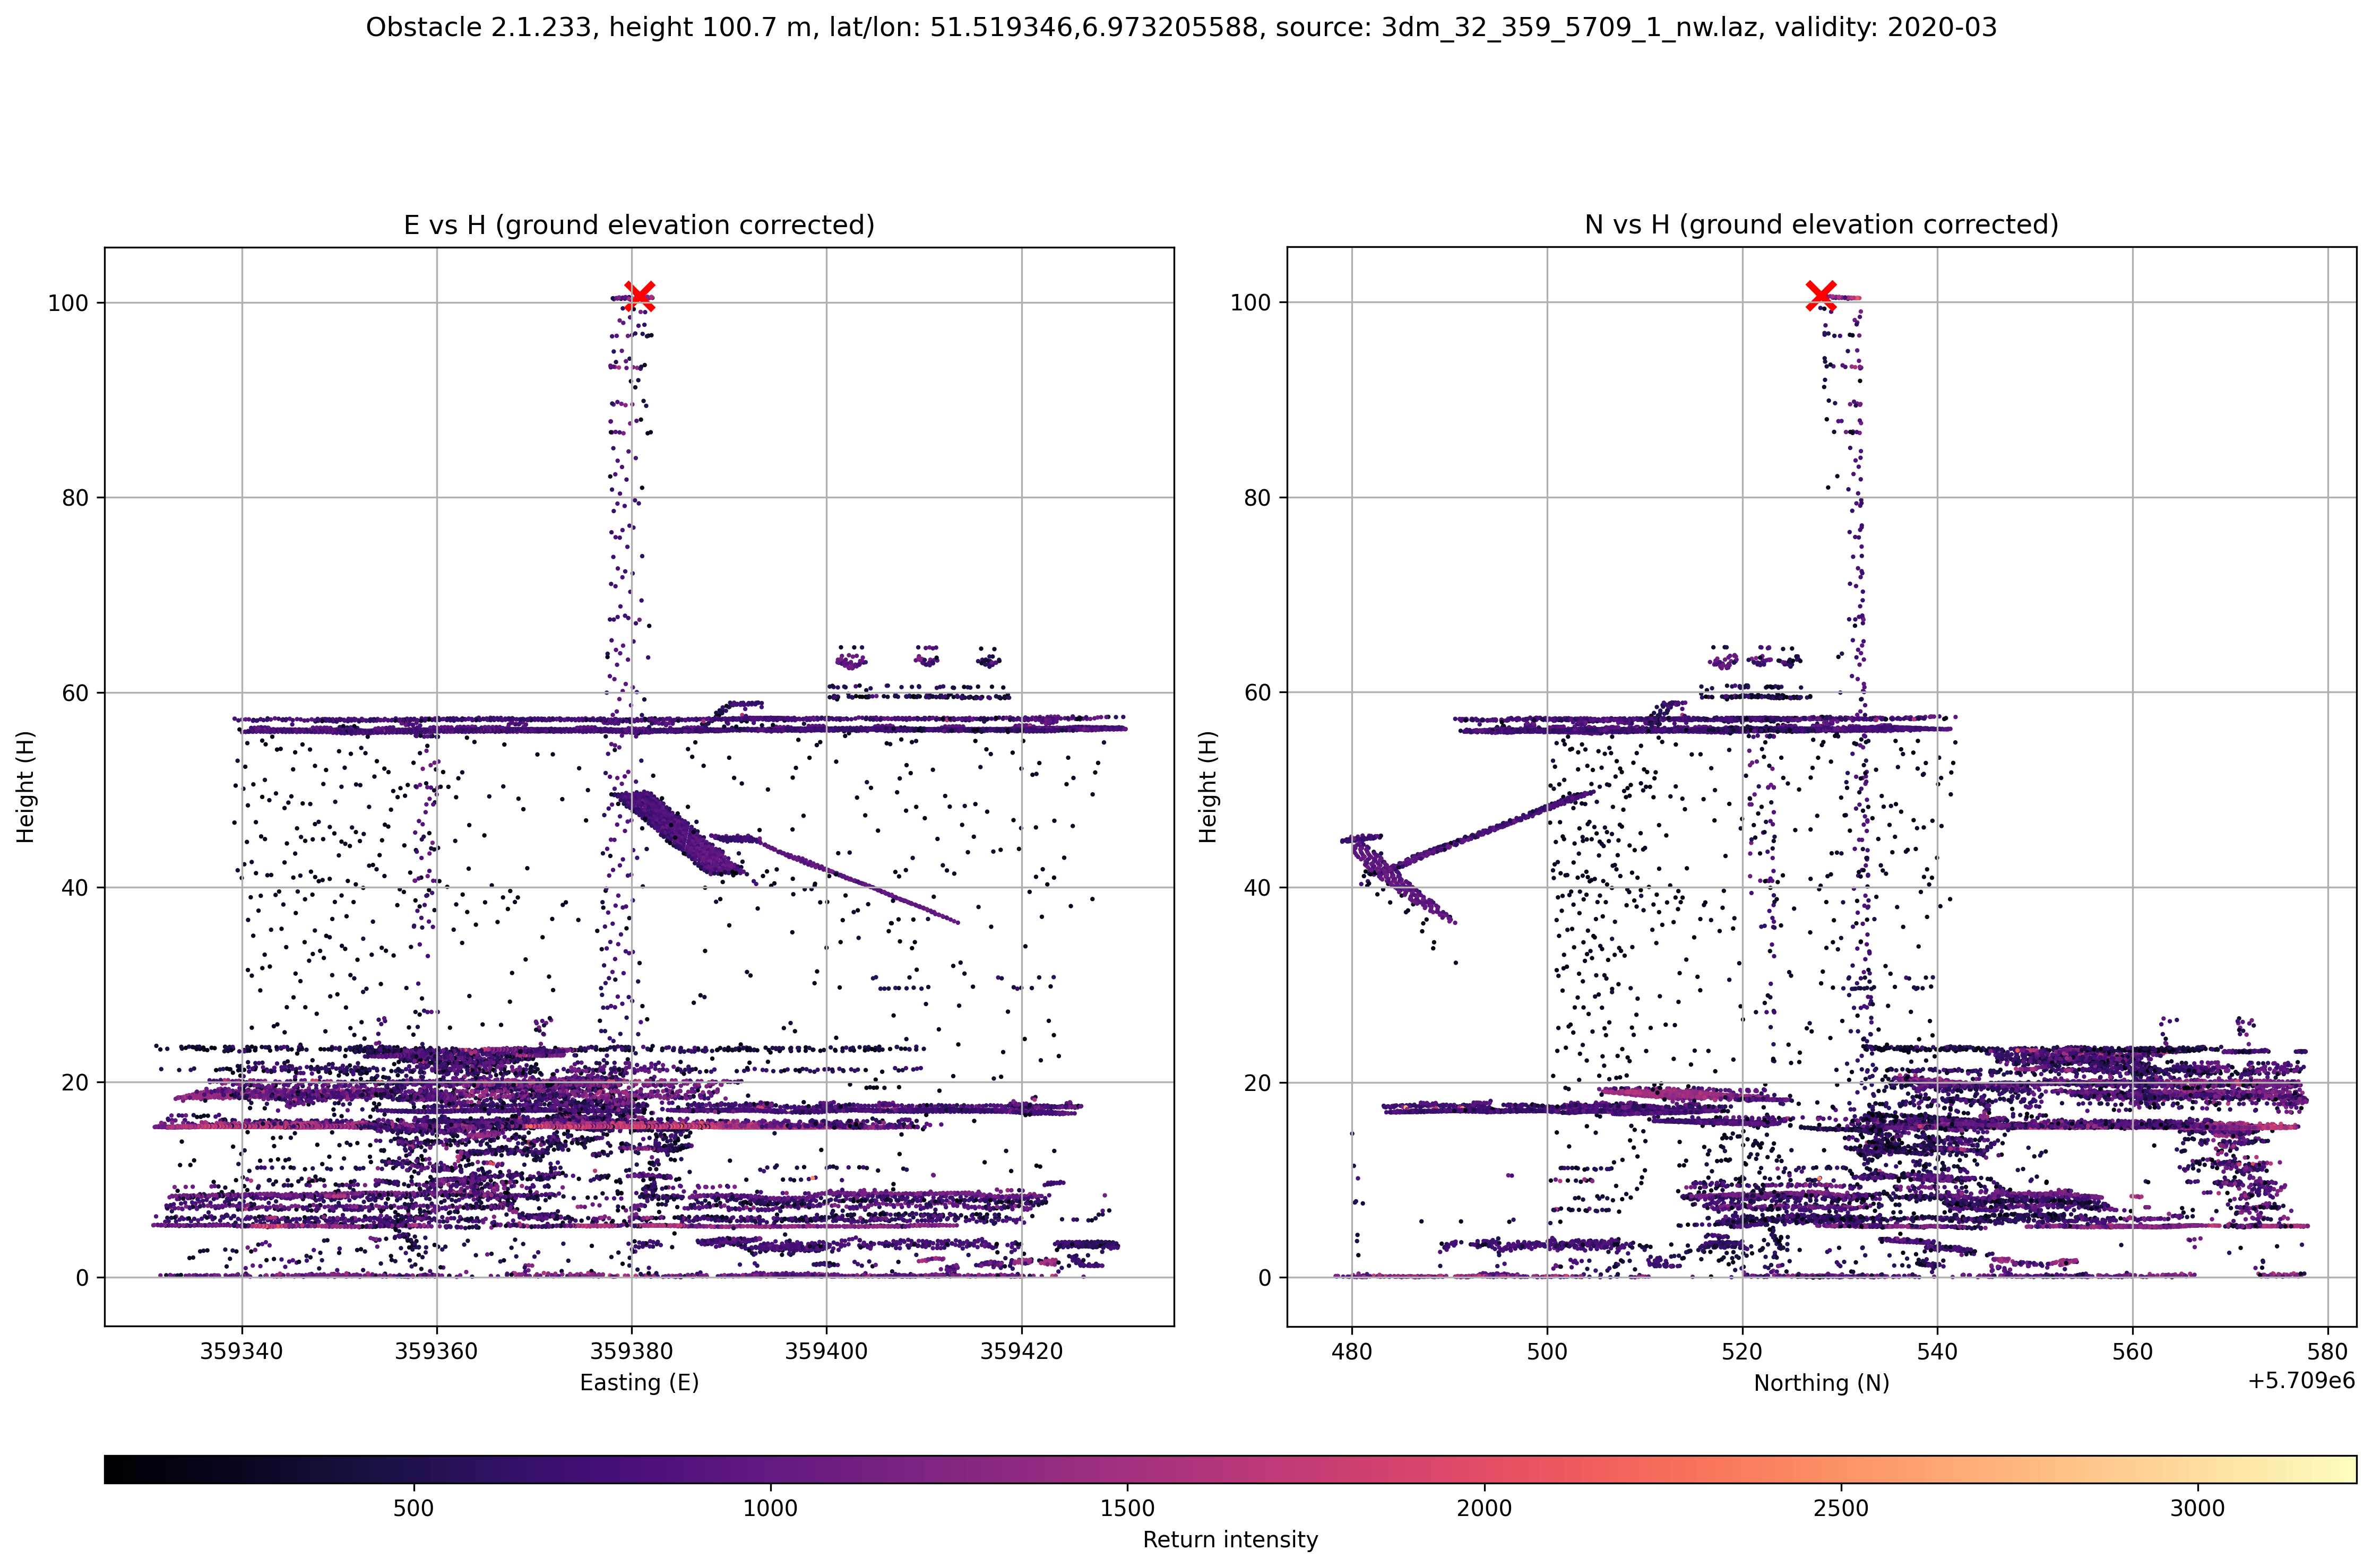 Obstacle 2.1.233, height 100.7 m, lat/lon: 51.519346,6.973205588, source: 3dm_32_359_5709_1_nw.laz, validity: 2020-03
E vs H (ground elevation corrected)
100
80
60
40
20
0
Height (H)
359340 359360 359380 359400 359420
Easting (E)
N vs H (ground elevation corrected)
100
80
60
40
20
0
Height (H)
480 500 520 540 560 580
+5.709e6
Northing (N)
500 1000 1500 2000 2500 3000
Return intensity